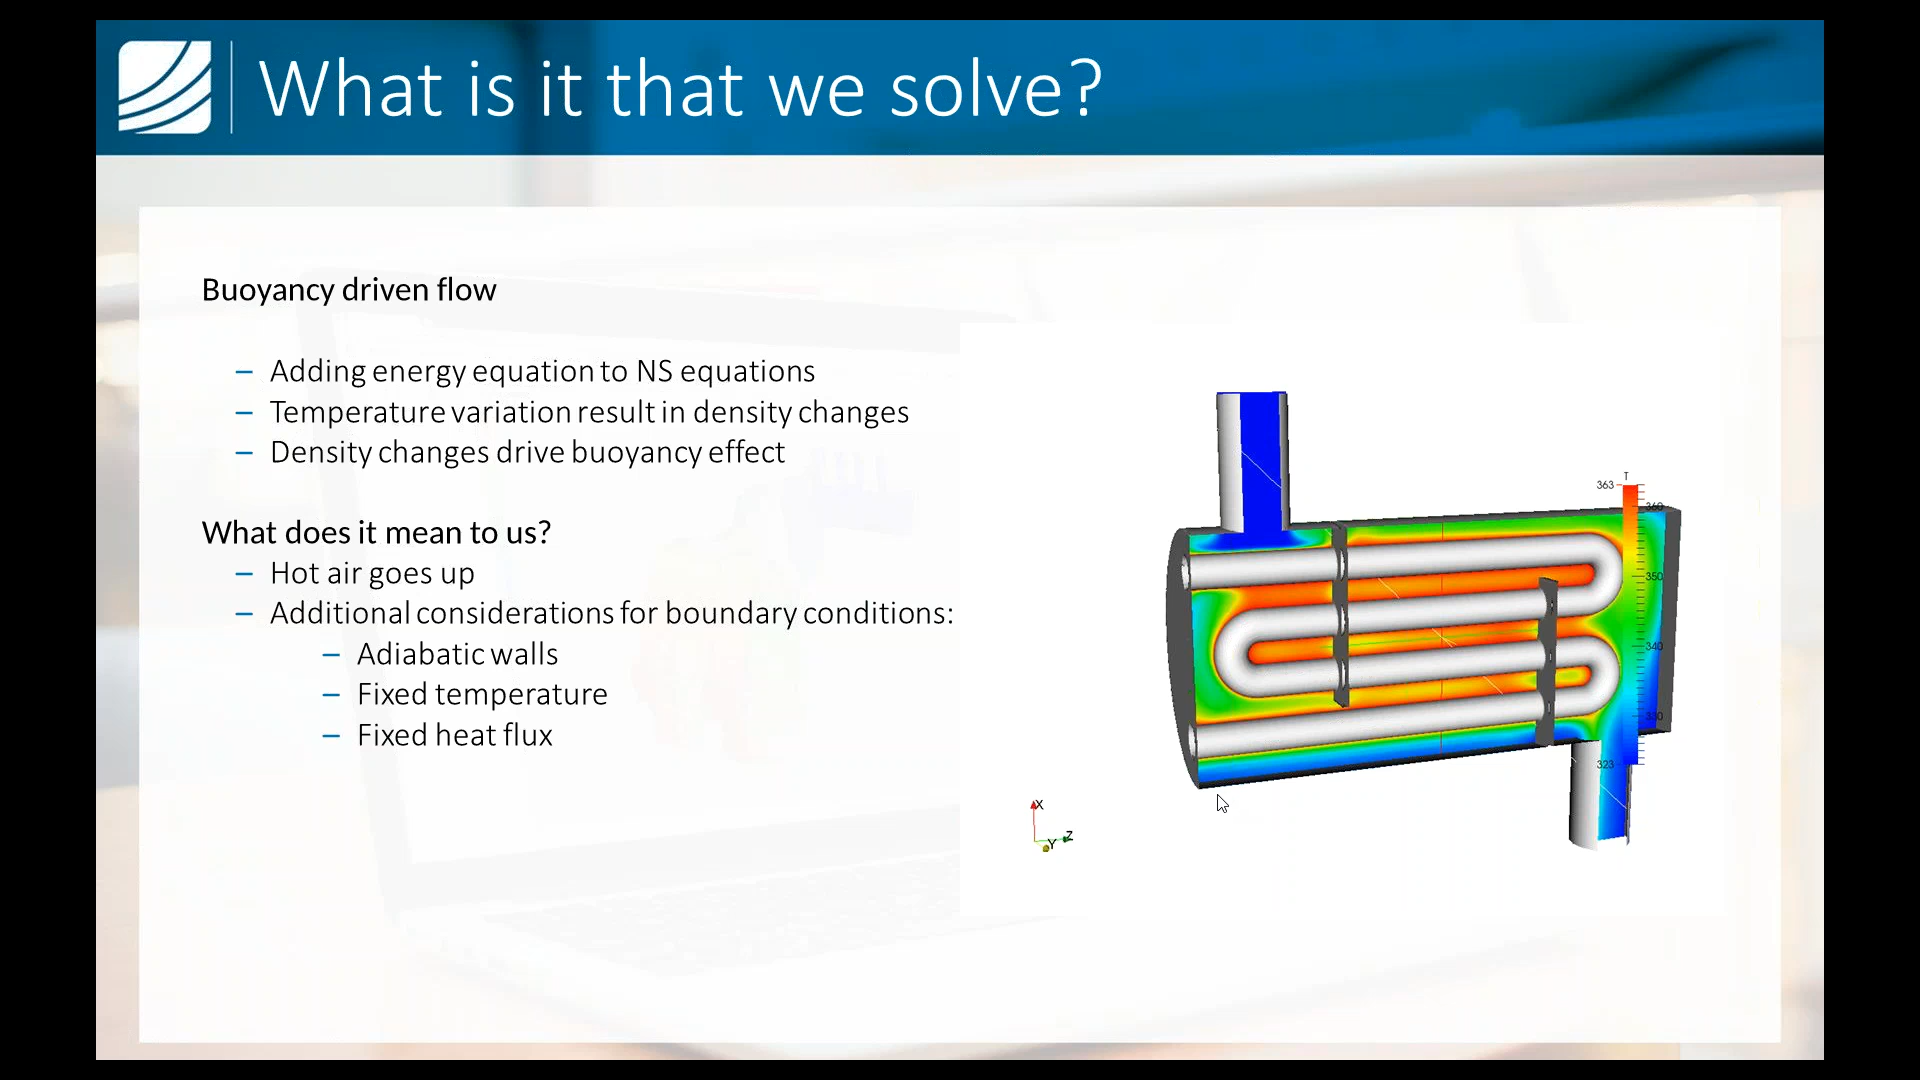 What is it that we solve?
Buoyancy driven flow
– Adding energy equation to NS equations
– Temperature variation result in density changes
– Density changes drive buoyancy effect
What does it mean to us?
– Hot air goes up
– Additional considerations for boundary conditions:
– Adiabatic walls
– Fixed temperature
– Fixed heat flux
T
363
360
350
340
330
323
X
Z
Y